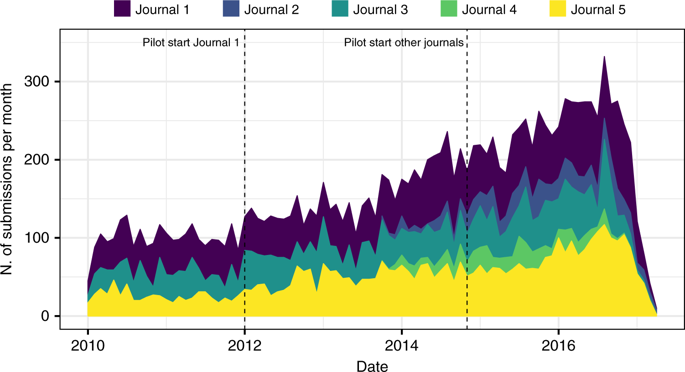 Journal 1 Journal 2 Journal 3 Journal 4 Journal 5
Pilot start Journal 1 Pilot start other journals
300
200
100
0
N. of submissions per month
2010 2012 2014 2016
Date